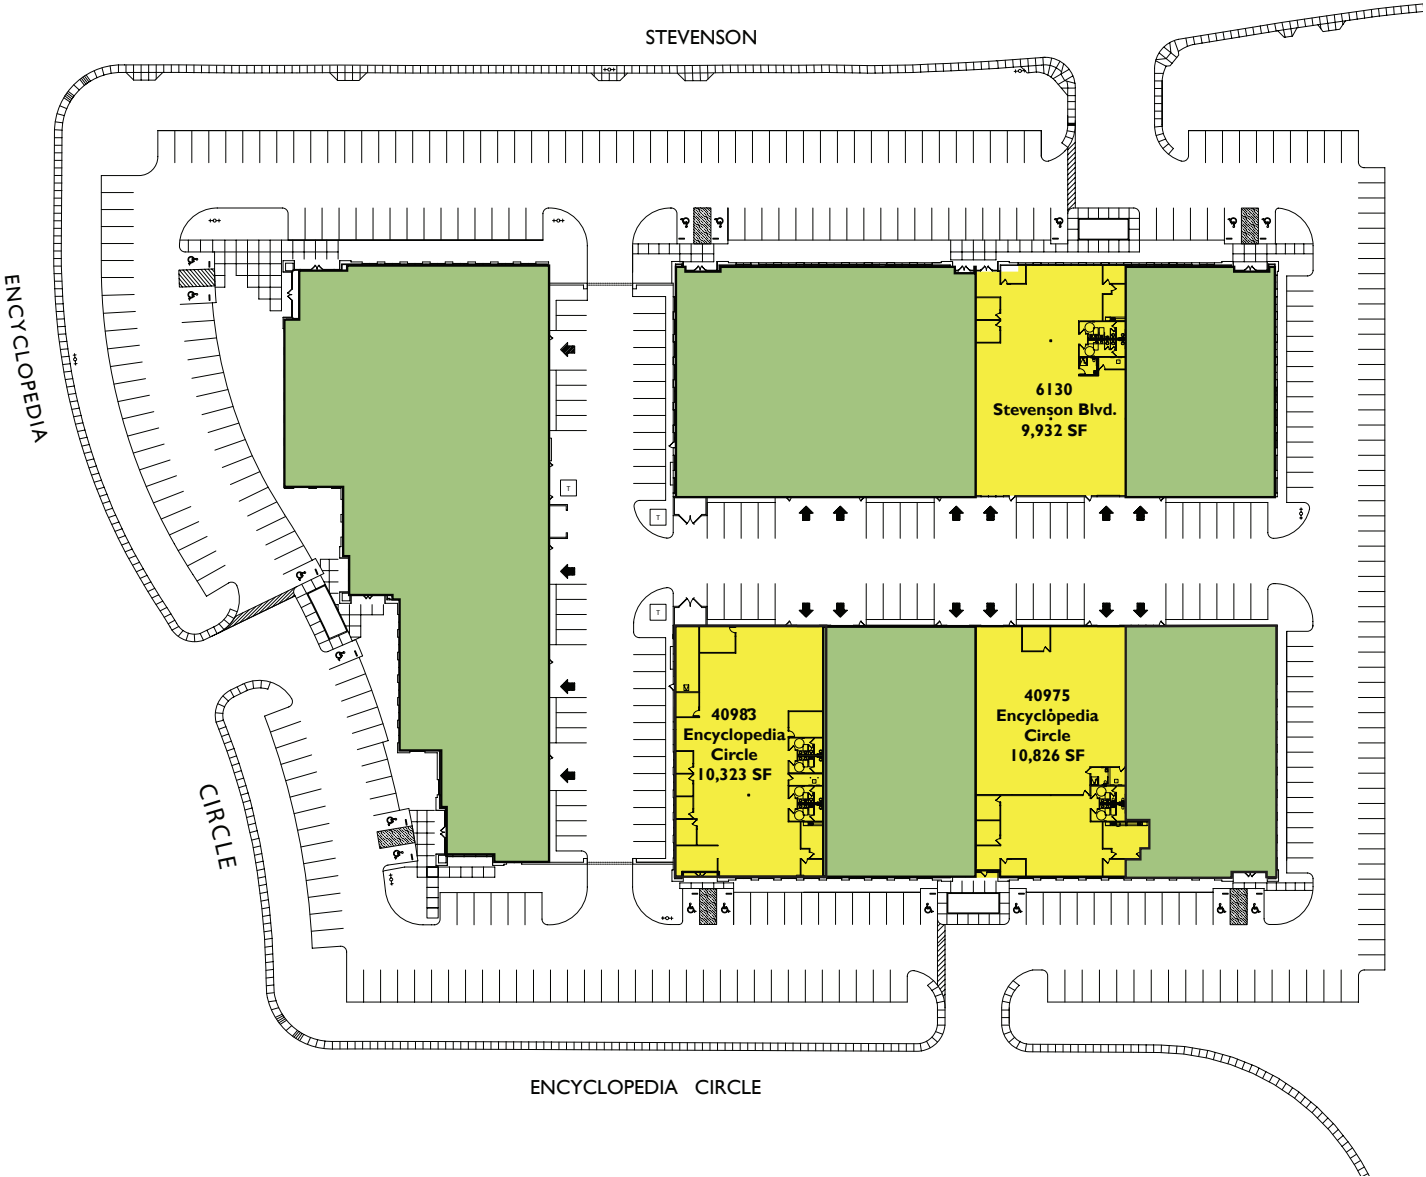 STEVENSON
ENCYCLOPEDIA
6130
Stevenson Blvd.
9,932 SF
T
T
T
40983
Encyclopedia
Circle
10,323 SF
40975
Encyclopedia
Circle
10,826 SF
CIRCLE
ENCYCLOPEDIA CIRCLE